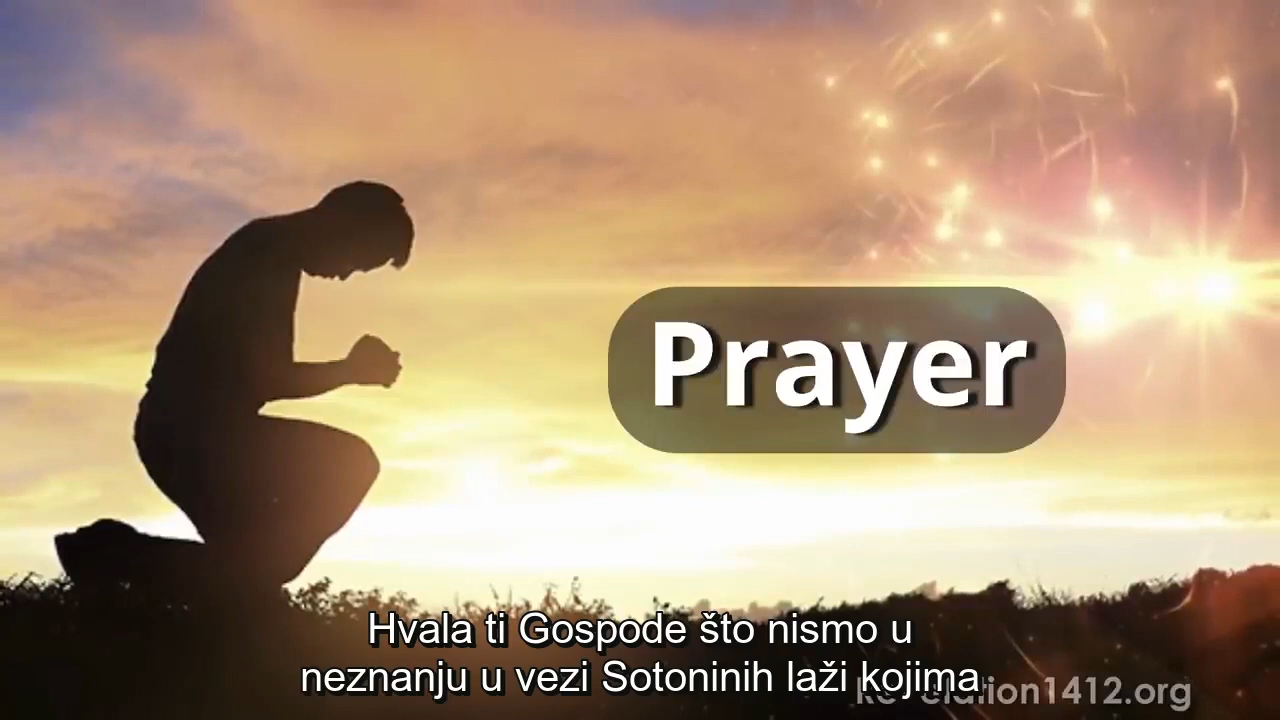 Prayer
Hvala ti Gospode što nismo u
neznanju u vezi Sotoninih laži kojima